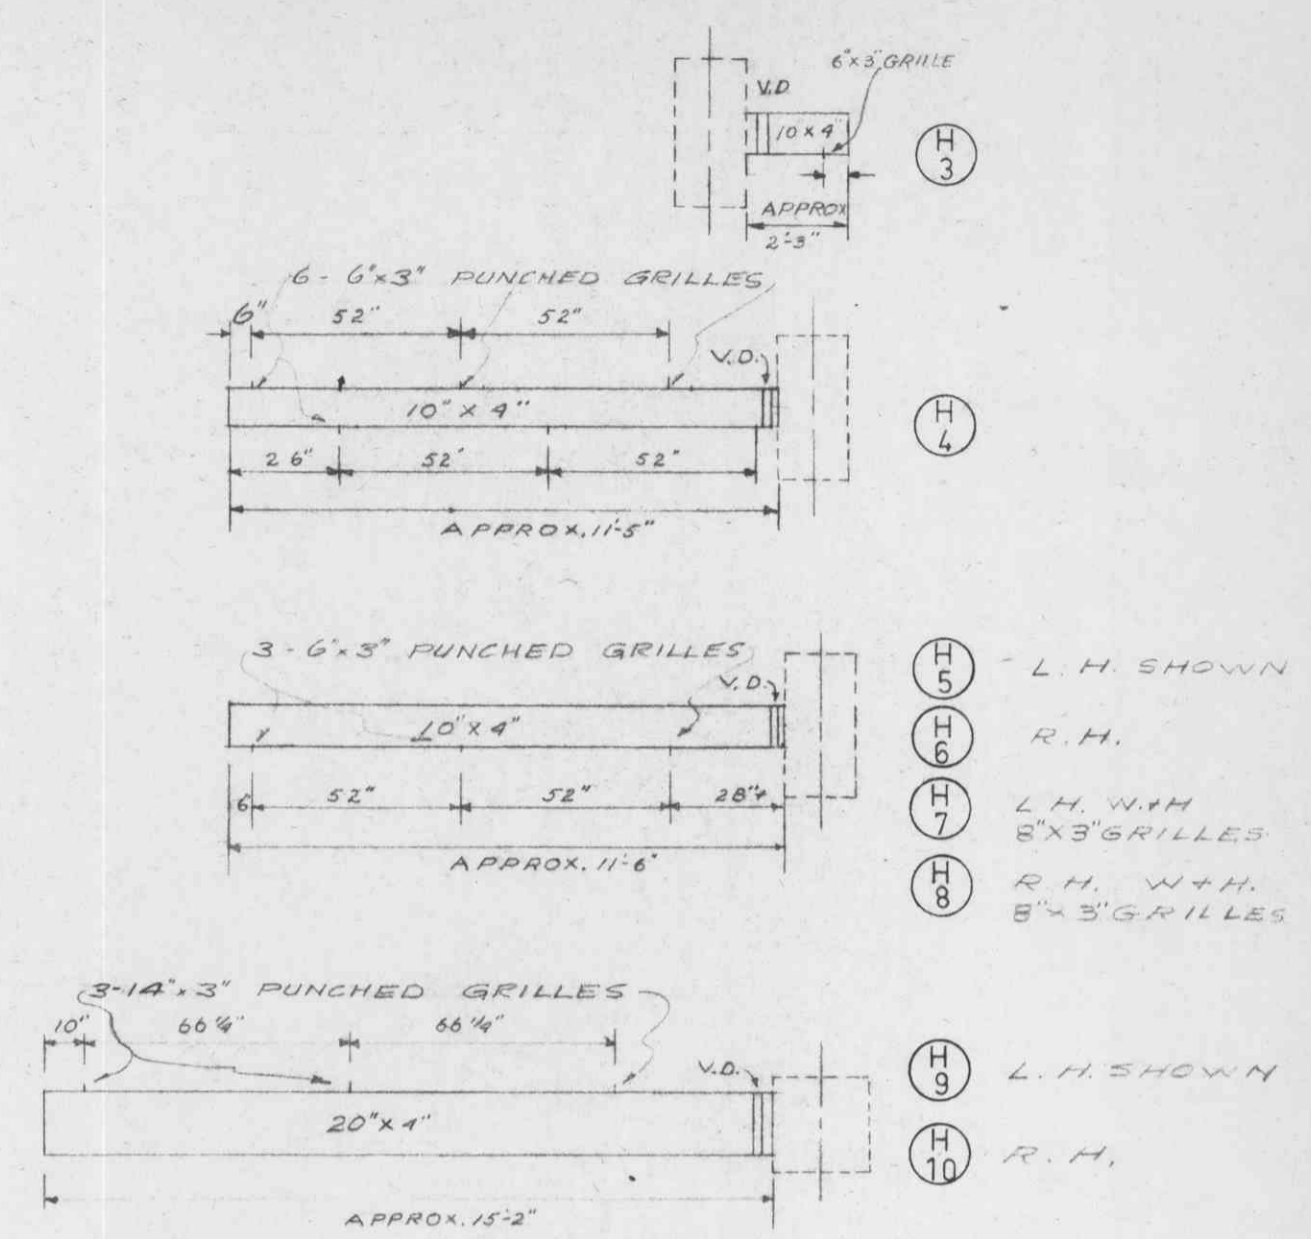 6"x3" GRILLE
V.D.
10 x 4
H
3
APPROX
2'-3"
6 - 6"x3" PUNCHED GRILLES
6" 52" 52"
V.D.
10" X 4"
H
4
26" 52" 52"
APPROX. 11'-5"
3 - 6"x3" PUNCHED GRILLES
V.D.
10" X 4"
6" 52" 52" 28"±
APPROX. 11'-6"
H
5
L.H. SHOWN
H
6
R.H.
H
7
L H. W+H
8"X3" GRILLES
H
8
R H. W+H.
8"x3" GRILLES
3-14"x3" PUNCHED GRILLES
10" 66 1/4" 66 1/4"
V.D.
20" x 4"
APPROX. 15'-2"
H
9
L.H. SHOWN
H
10
R.H.